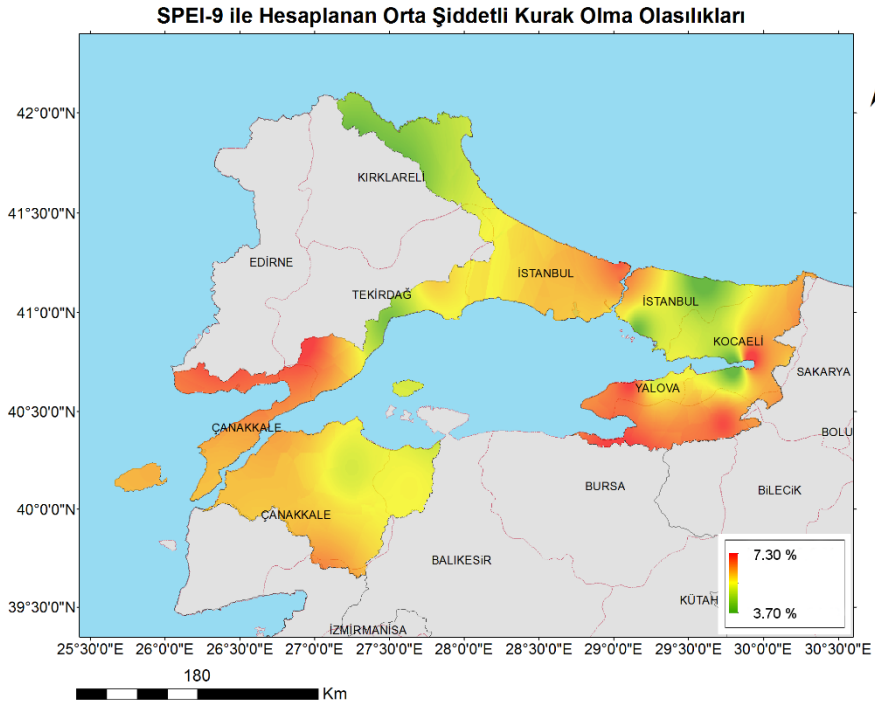 SPEI-9 ile Hesaplanan Orta Şiddetli Kurak Olma Olasılıkları
42°0'0"N
KIRKLARELİ
41°30'0"N
EDİRNE
İSTANBUL
TEKİRDAĞ
İSTANBUL
41°0'0"N
KOCAELİ
SAKARYA
YALOVA
40°30'0"N
ÇANAKKALE
BOLU
BURSA
BİLECİK
40°0'0"N
ÇANAKKALE
BALIKESİR
7.30 %
KÜTAH
3.70 %
39°30'0"N
İZMİRMANİSA
25°30'0"E 26°0'0"E 26°30'0"E 27°0'0"E 27°30'0"E 28°0'0"E 28°30'0"E 29°0'0"E 29°30'0"E 30°0'0"E 30°30'0"E
180
Km